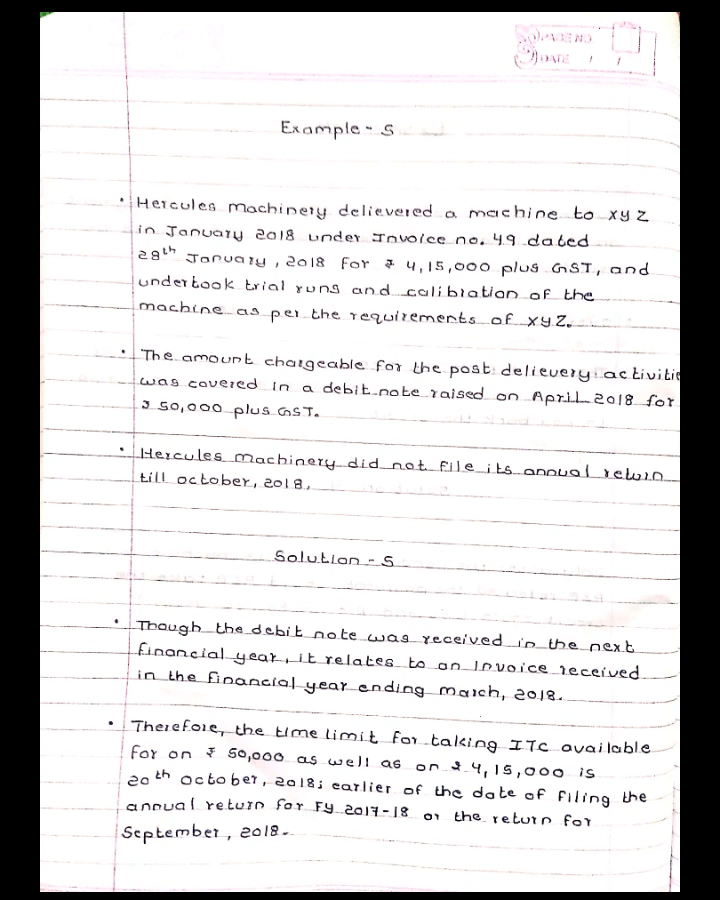 PAGE NO.
DATE / /
Example - 5
• Hercules machinery delievered a machine to XYZ
in January 2018 under Invoice no. 49 dated
28th January, 2018 for ₹ 4,15,000 plus GST, and
undertook trial runs and calibration of the
machine as per the requirements of XYZ.
• The amount chargeable for the post delievery activitie
was covered in a debit note raised on April 2018 for
₹ 50,000 plus GST.
• Hercules machinery did not file its annual return
till october, 2018.
Solution - 5
• Though the debit note was received in the next
financial year, it relates to an Invoice received
in the financial year ending march, 2018.
• Therefore, the time limit for taking ITC available
for on ₹ 50,000 as well as on ₹ 4,15,000 is
20th October, 2018; earlier of the date of filing the
annual return for FY 2017-18 or the return for
September, 2018.